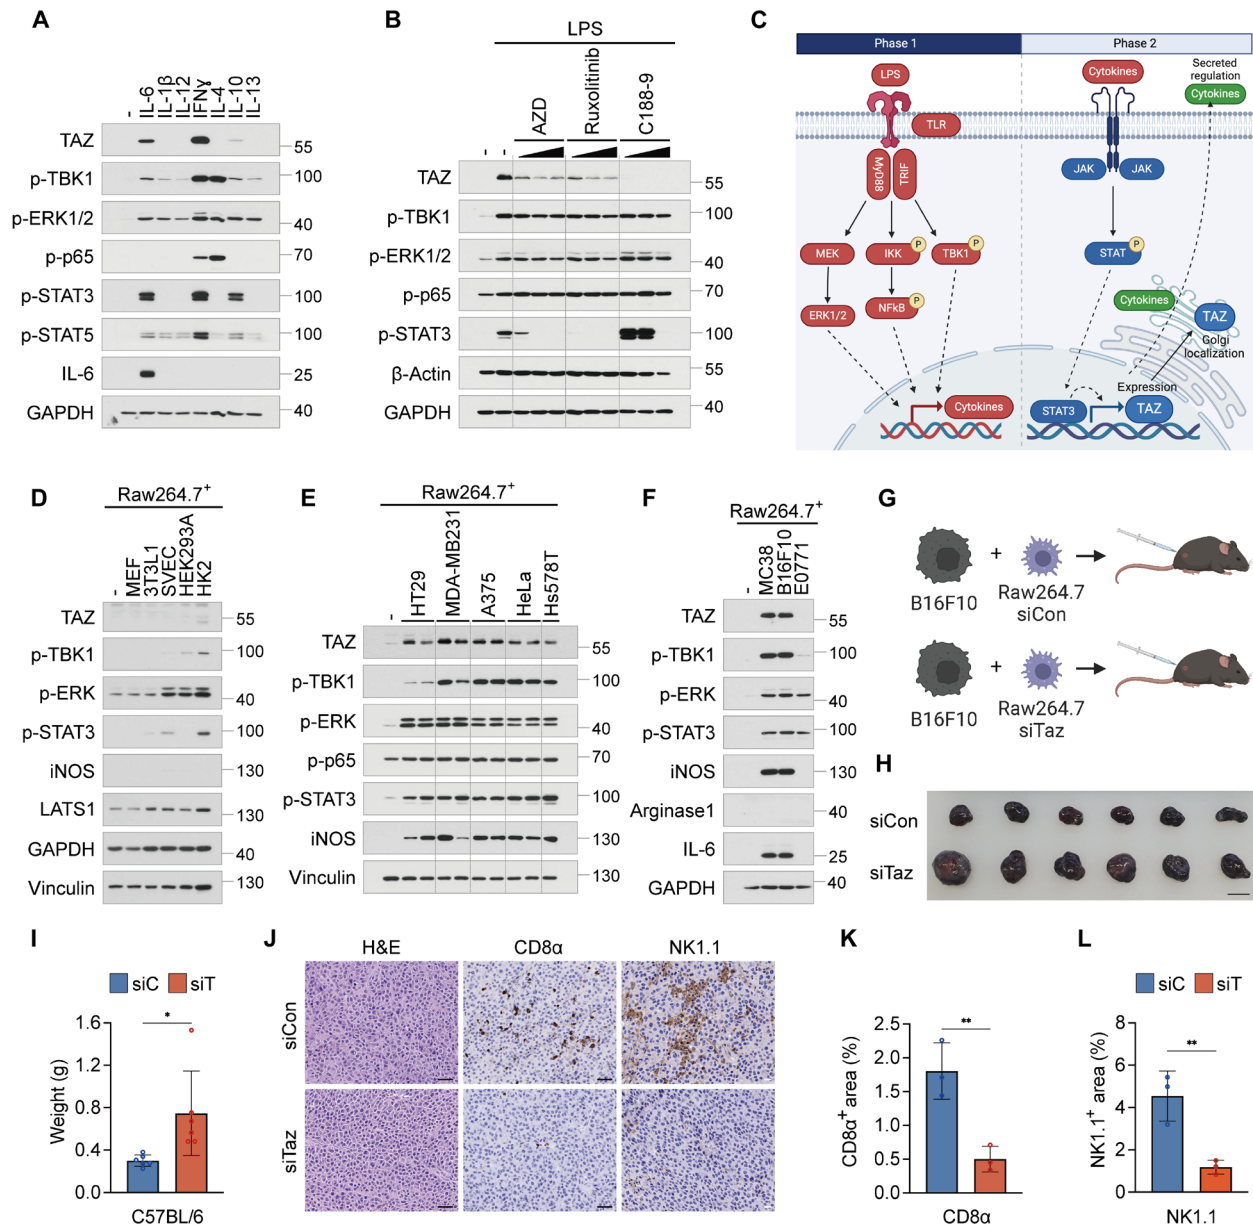 A
-
IL-6
IL-1β
IL-12
IFNγ
IL-4
IL-10
IL-13
TAZ
55
p-TBK1
100
p-ERK1/2
40
p-p65
70
p-STAT3
100
p-STAT5
100
IL-6
25
GAPDH
40
B
LPS
AZD
Ruxolitinib
C188-9
- -
TAZ
55
p-TBK1
100
p-ERK1/2
40
p-p65
70
p-STAT3
100
β-Actin
55
GAPDH
40
C
Phase 1
Phase 2
LPS
TLR
MyD88
TRIF
MEK
IKK
P
TBK1
P
ERK1/2
NFkB
P
Cytokines
Cytokines
Secreted
regulation
Cytokines
JAK
JAK
STAT
P
Cytokines
TAZ
Golgi
localization
Expression
STAT3
TAZ
D
Raw264.7+
-
MEF
3T3L1
SVEC
HEK293A
HK2
TAZ
55
p-TBK1
100
p-ERK
40
p-STAT3
100
iNOS
130
LATS1
130
GAPDH
40
Vinculin
130
E
Raw264.7+
-
HT29
MDA-MB231
A375
HeLa
Hs578T
TAZ
55
p-TBK1
100
p-ERK
40
p-p65
70
p-STAT3
100
iNOS
130
Vinculin
130
F
Raw264.7+
-
MC38
B16F10
E0771
TAZ
55
p-TBK1
100
p-ERK
40
p-STAT3
100
iNOS
130
Arginase1
40
IL-6
25
GAPDH
40
G
B16F10
+
Raw264.7
siCon
B16F10
+
Raw264.7
siTaz
H
siCon
siTaz
I
siC
siT
*
Weight (g)
1.6
1.2
0.8
0.4
0.0
C57BL/6
J
H&E
CD8α
NK1.1
siCon
siTaz
K
**
CD8α+ area (%)
2.5
2.0
1.5
1.0
0.5
0.0
CD8α
L
siC
siT
**
NK1.1+ area (%)
8
6
4
2
0
NK1.1